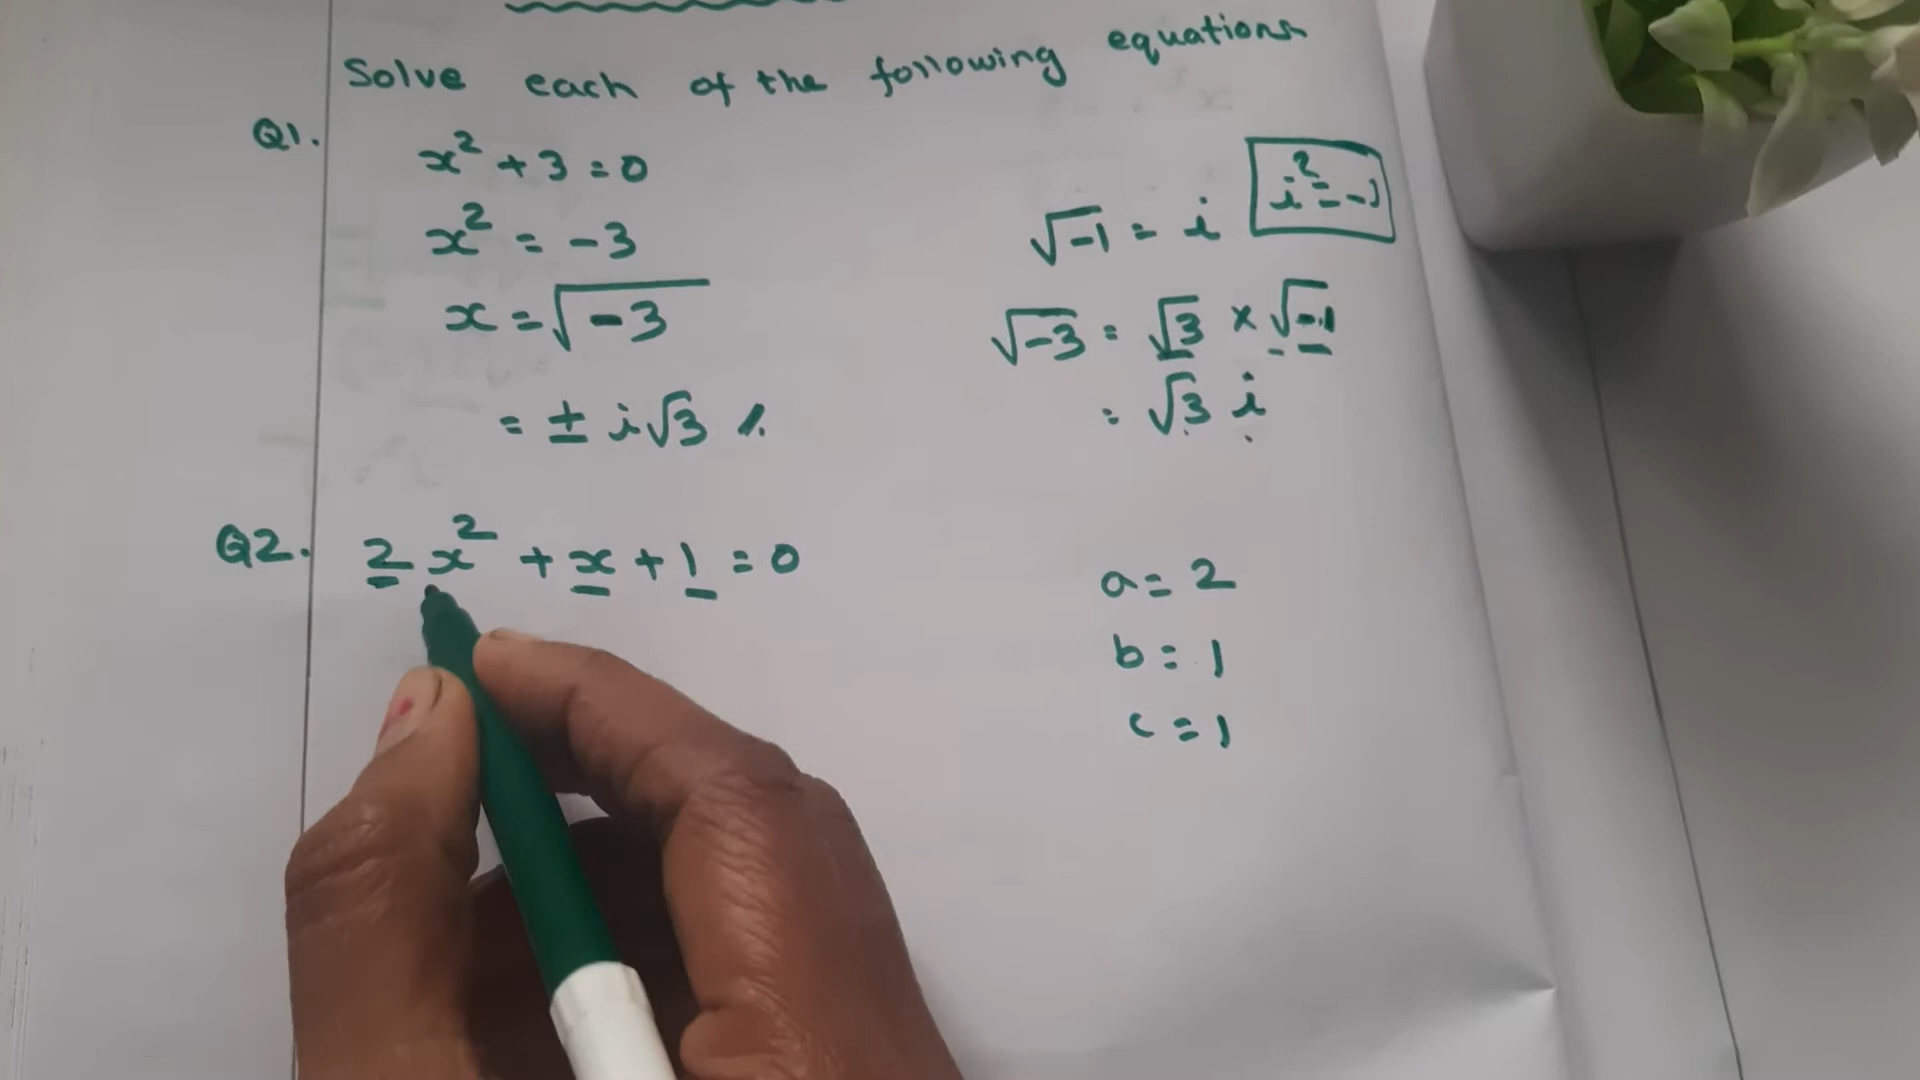 Solve each of the following equations
Q1. x² + 3 = 0
x² = -3
x = √-3
= ± i√3 //.
√-1 = i
i² = -1
√-3 = √3 × √-1
= √3 i
Q2. 2x² + x + 1 = 0
a = 2
b = 1
c = 1